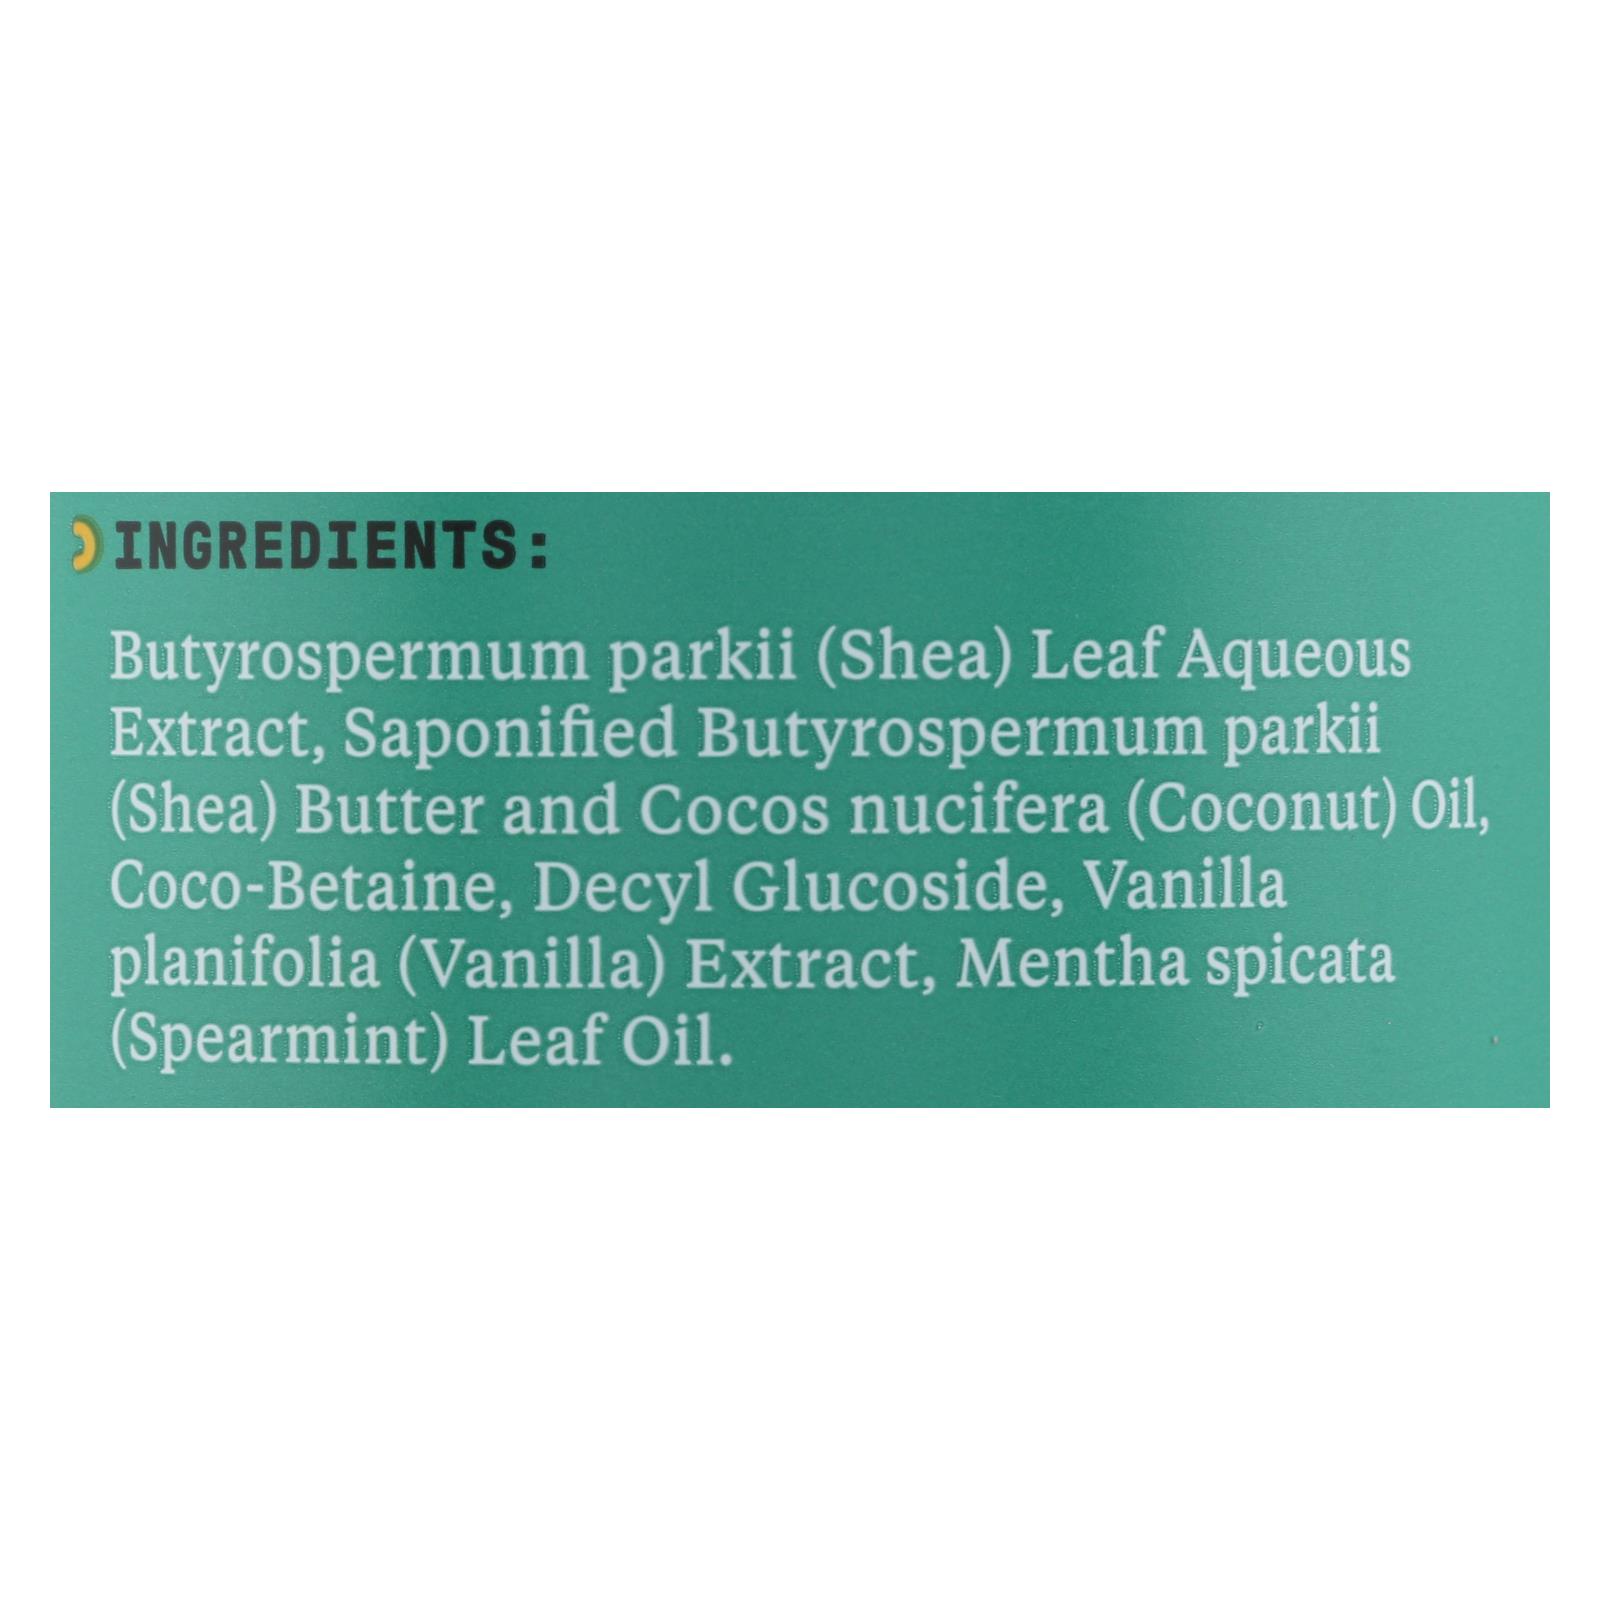 INGREDIENTS:
Butyrospermum parkii (Shea) Leaf Aqueous
Extract, Saponified Butyrospermum parkii
(Shea) Butter and Cocos nucifera (Coconut) Oil,
Coco-Betaine, Decyl Glucoside, Vanilla
planifolia (Vanilla) Extract, Mentha spicata
(Spearmint) Leaf Oil.